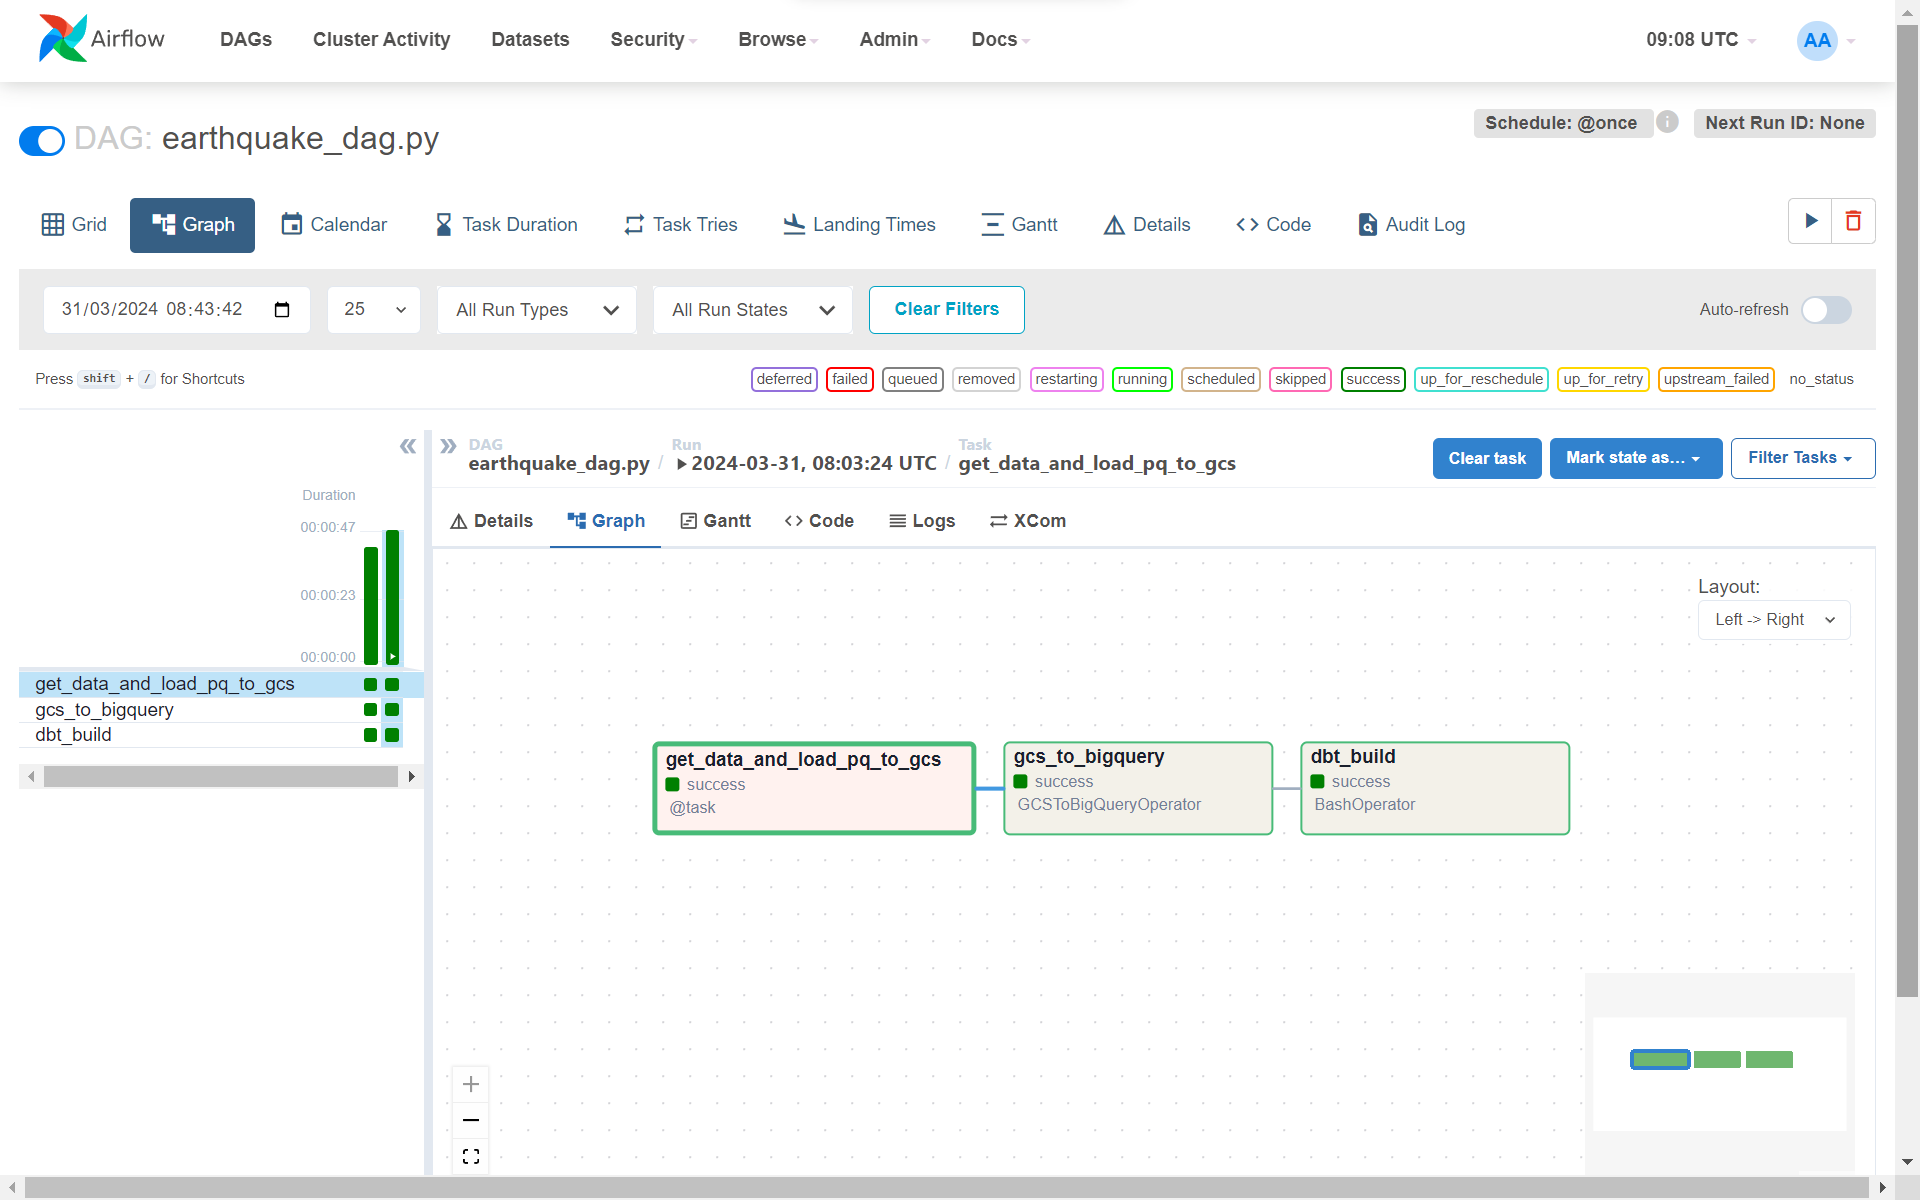 Airflow DAGs Cluster Activity Datasets Security Browse Admin Docs 09:08 UTC AA
DAG: earthquake_dag.py
Schedule: @once i Next Run ID: None
Grid Graph Calendar Task Duration Task Tries Landing Times Gantt Details Code Audit Log
31/03/2024 08:43:42 25 All Run Types All Run States Clear Filters Auto-refresh
Press shift + / for Shortcuts deferred failed queued removed restarting running scheduled skipped success up_for_reschedule up_for_retry upstream_failed no_status
DAG Run Task
earthquake_dag.py / 2024-03-31, 08:03:24 UTC / get_data_and_load_pq_to_gcs
Clear task Mark state as... Filter Tasks
Details Graph Gantt Code Logs XCom
Duration
00:00:47
00:00:23
00:00:00
get_data_and_load_pq_to_gcs
gcs_to_bigquery
dbt_build
Layout:
Left -> Right
get_data_and_load_pq_to_gcs
success
@task
gcs_to_bigquery
success
GCSToBigQueryOperator
dbt_build
success
BashOperator